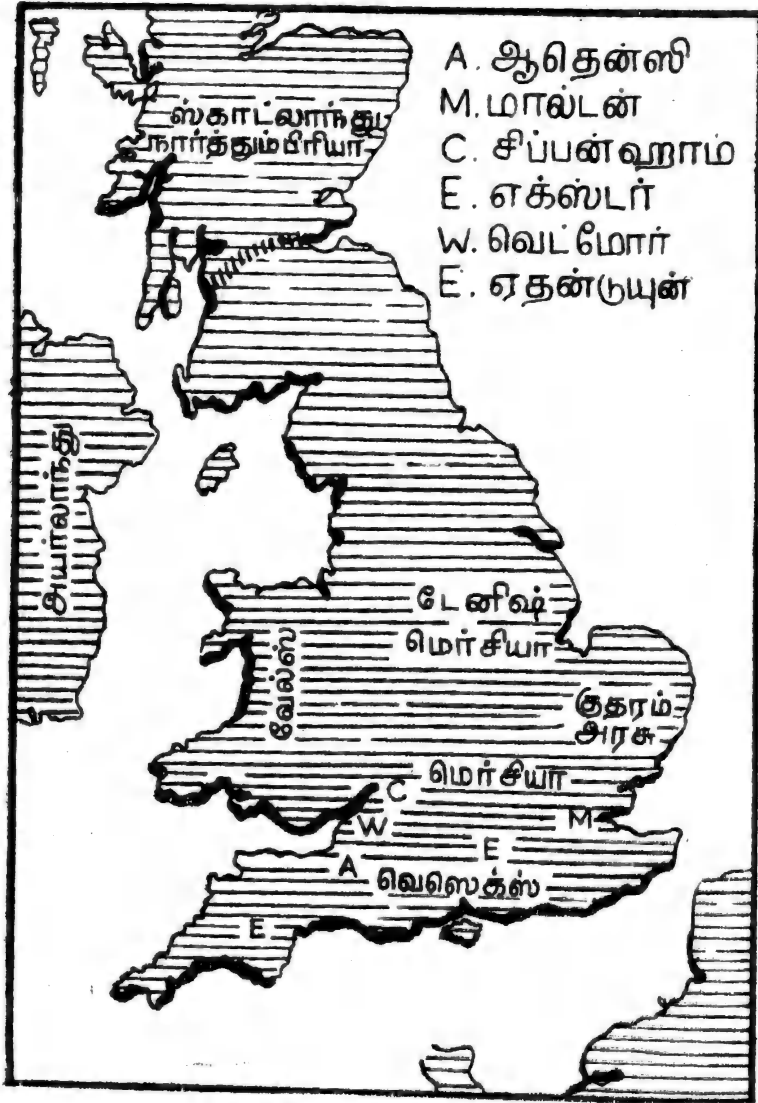 A. ஆதென்ஸி
M. மால்டன்
C. சிப்பன்ஹாம்
E. எக்ஸ்டர்
W. வெட்மோர்
E. ஏதன்டுயுன்
ஸ்காட்லாந்து
நார்த்தும்பிரியா
அயர்லாந்து
டேனிஷ்
மெர்சியா
வேல்ஸ்
குதரம்
அரசு
மெர்சியா
C
W
M
E
A
வெஸெக்ஸ்
E